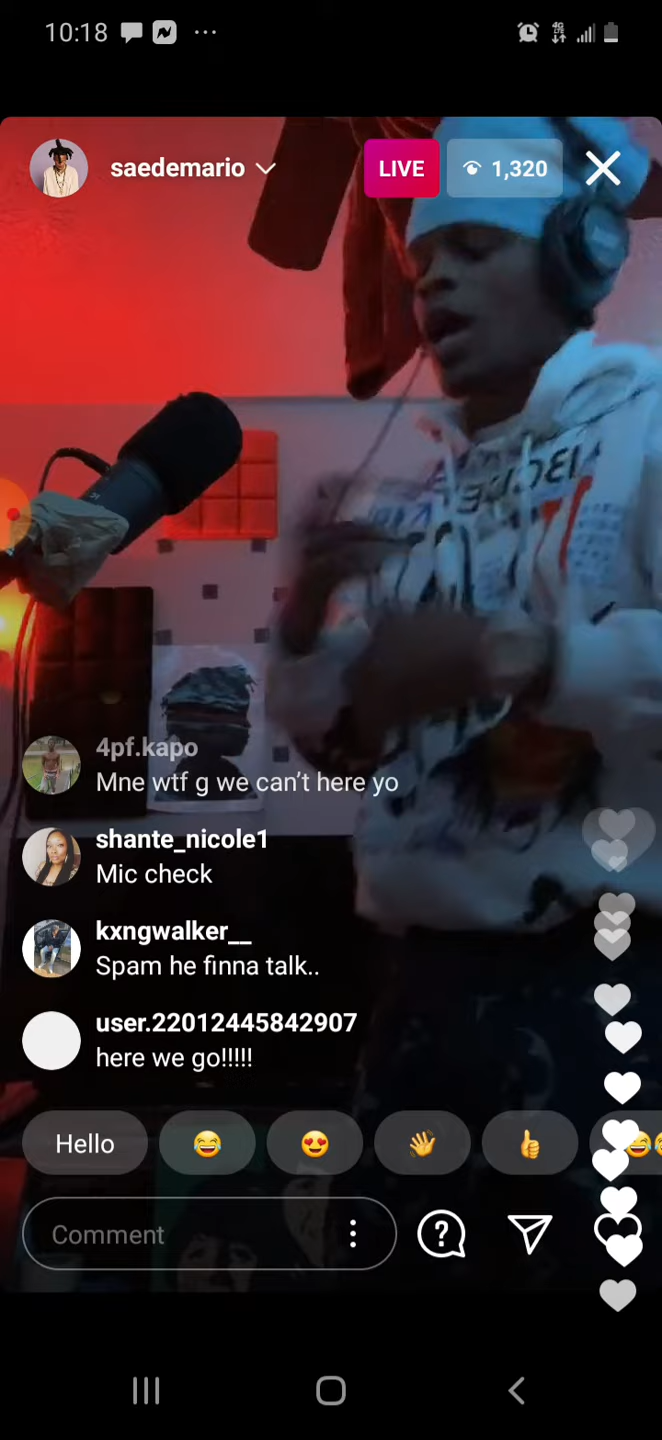 10:18
saedemario
LIVE
1,320
4pf.kapo
Mne wtf g we can't here yo
shante_nicole1
Mic check
kxngwalker__
Spam he finna talk..
user.22012445842907
here we go!!!!!
Hello
Comment